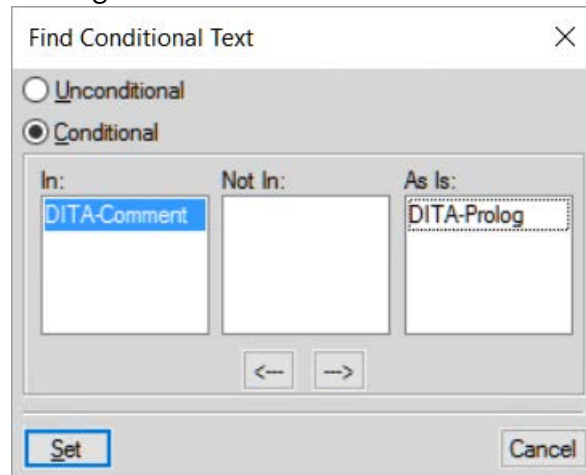 Find Conditional Text
Unconditional
Conditional
In: Not In: As Is:
DITA-Comment DITA-Prolog
<--- --->
Set Cancel